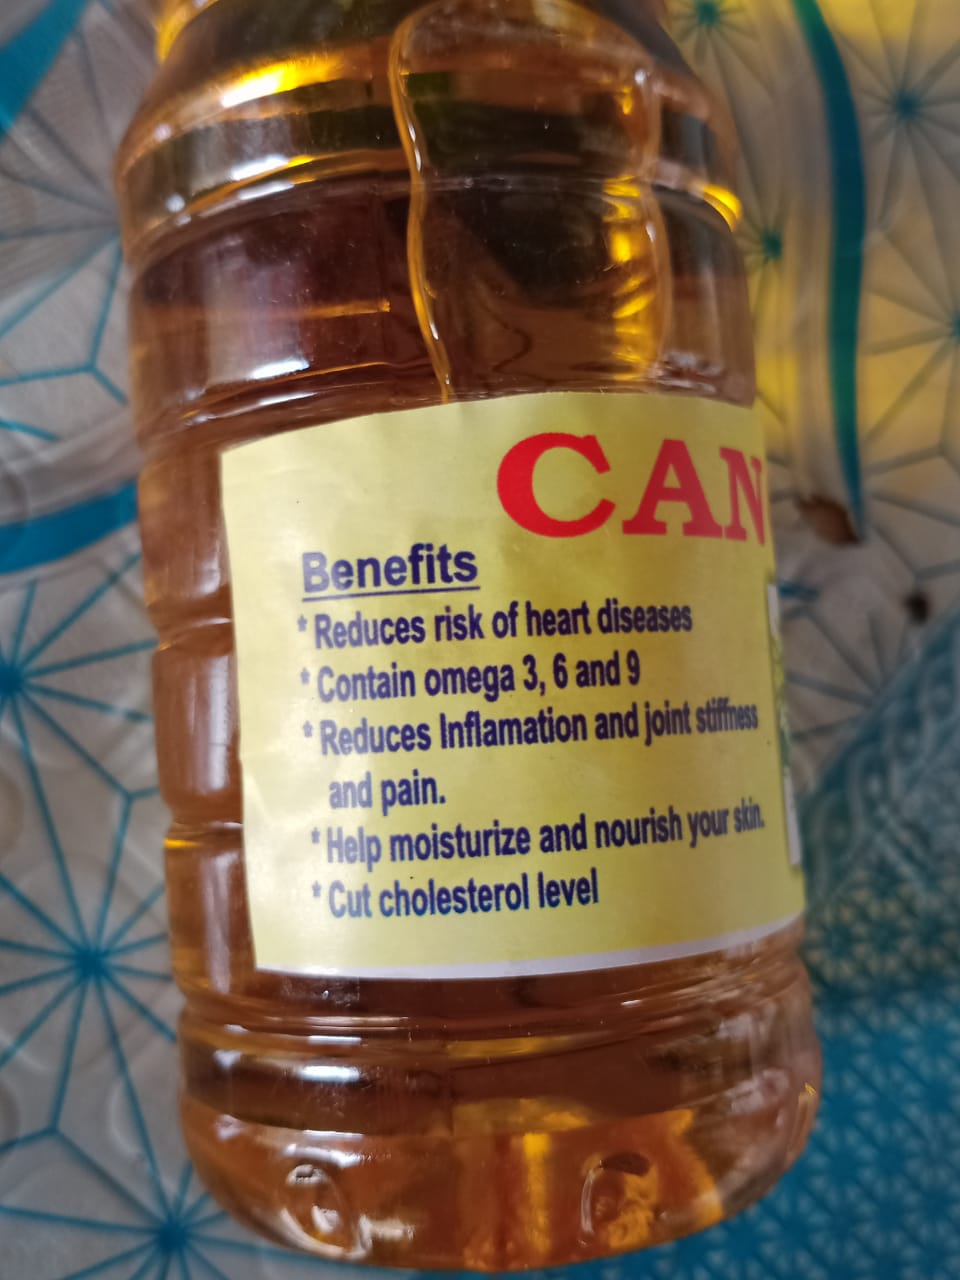 CAN
Benefits
* Reduces risk of heart diseases
* Contain omega 3, 6 and 9
* Reduces Inflamation and joint stiffness
and pain.
* Help moisturize and nourish your skin.
* Cut cholesterol level